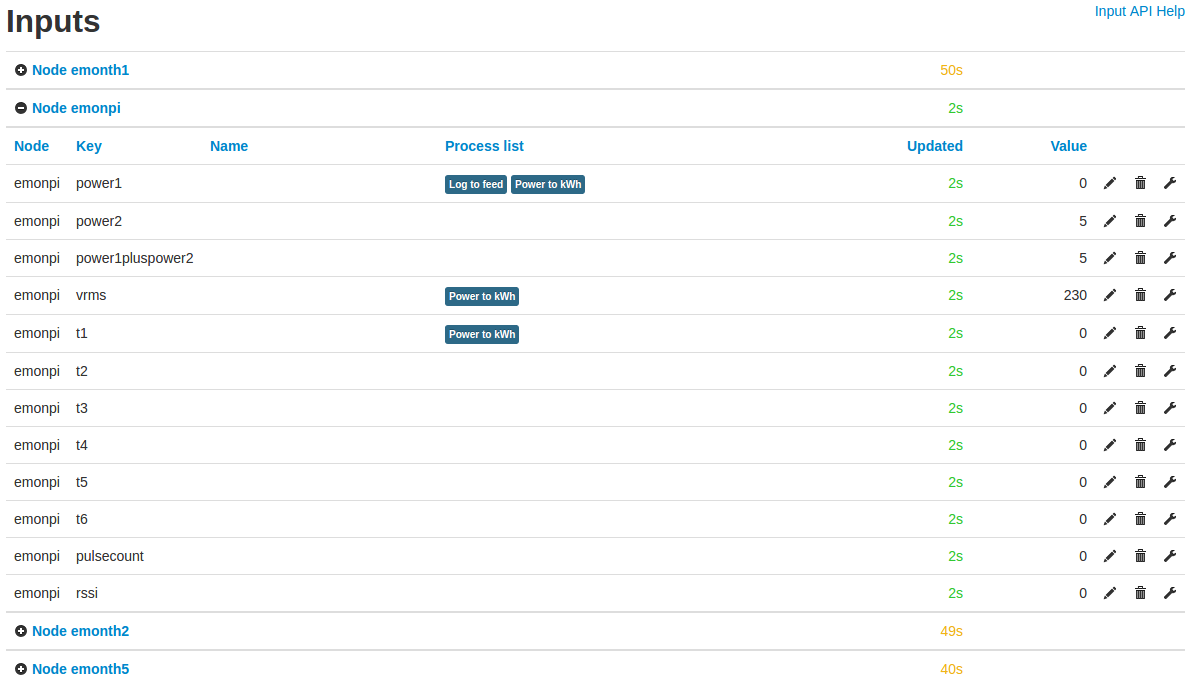 Inputs
Input API Help
Node emonth1 50s
Node emonpi 2s
Node Key Name Process list Updated Value
emonpi power1 Log to feed Power to kWh 2s 0
emonpi power2 2s 5
emonpi power1pluspower2 2s 5
emonpi vrms Power to kWh 2s 230
emonpi t1 Power to kWh 2s 0
emonpi t2 2s 0
emonpi t3 2s 0
emonpi t4 2s 0
emonpi t5 2s 0
emonpi t6 2s 0
emonpi pulsecount 2s 0
emonpi rssi 2s 0
Node emonth2 49s
Node emonth5 40s